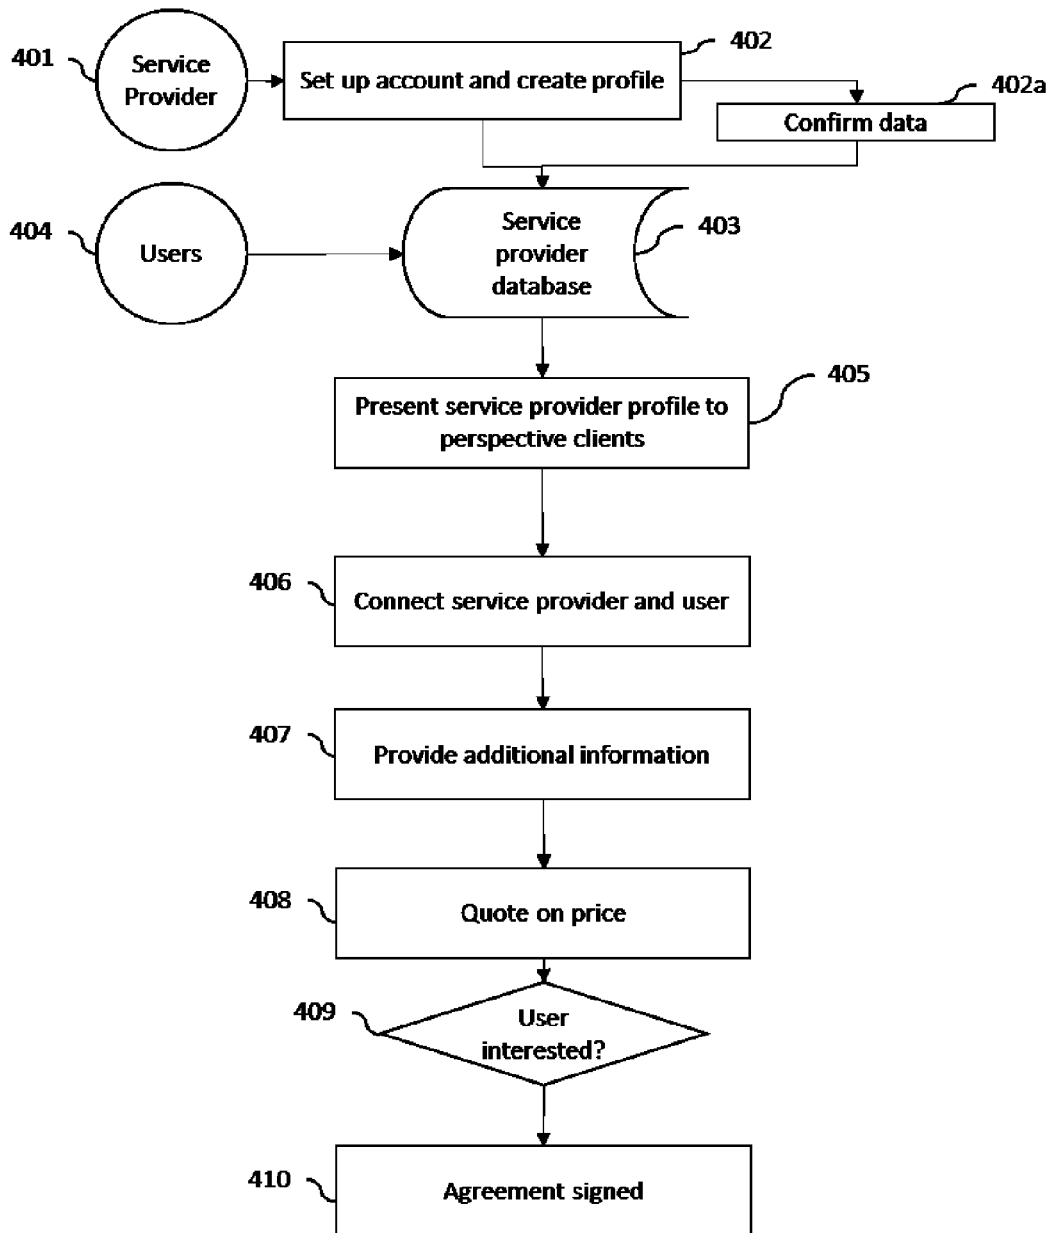 401
Service
Provider
Set up account and create profile
402
402a
Confirm data
404
Users
Service
provider
database
403
Present service provider profile to
perspective clients
405
406
Connect service provider and user
407
Provide additional information
408
Quote on price
409
User
interested?
410
Agreement signed